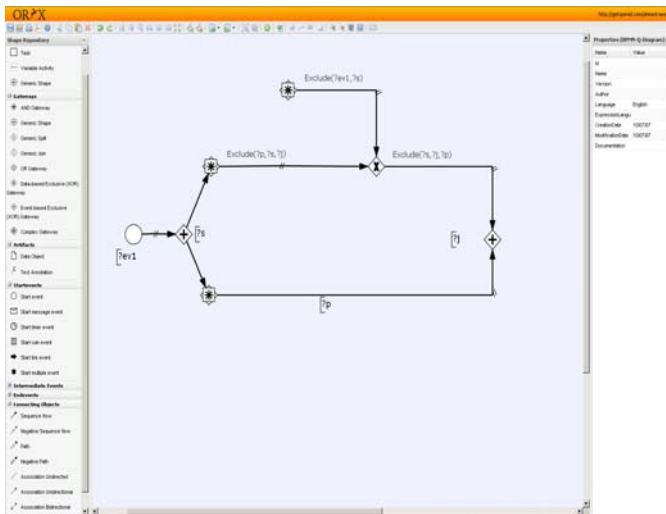 ORYX
Shape Repository
Task
Variable Activity
Generic Shape
Gateways
AND Gateway
Generic Shape
Generic Split
Generic Join
OR Gateway
Data-based Exclusive (XOR)
Gateway
Event-based Exclusive
(XOR) Gateway
Complex Gateway
Artifacts
Data Object
Text Annotation
Startevents
Start event
Start message event
Start timer event
Start rule event
Start link event
Start multiple event
Intermediate Events
Endevents
Connecting Objects
Sequence flow
Negative Sequence flow
Path
Negative Path
Association Undirected
Association Unidirectional
Association Bidirectional
Exclude(?ev1,?s)
Exclude(?p,?s,?j)
Exclude(?s,?j,?p)
?s
?j
?ev1
?p
Properties (BPMN-Q Diagram)
Name Value
Id
Name
Version
Author
Language English
ExpressionLangu
CreationDate
ModificationDate
Documentation